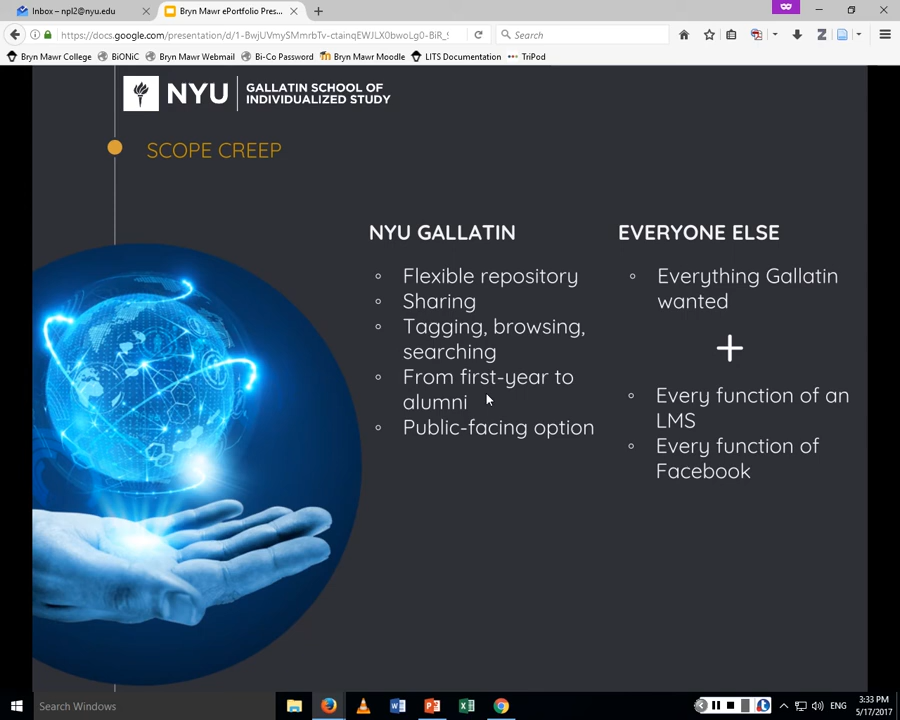 Inbox – npl2@nyu.edu
Bryn Mawr ePortfolio Pres...
https://docs.google.com/presentation/d/
Search
Bryn Mawr College
BiONiC
Bryn Mawr Webmail
Bi-Co Password
Bryn Mawr Moodle
LITS Documentation
TriPod
NYU
GALLATIN SCHOOL OF
INDIVIDUALIZED STUDY
SCOPE CREEP
NYU GALLATIN
◦ Flexible repository
◦ Sharing
◦ Tagging, browsing,
searching
◦ From first-year to
alumni
◦ Public-facing option
EVERYONE ELSE
◦ Everything Gallatin
wanted
+
◦ Every function of an
LMS
◦ Every function of
Facebook
Search Windows
ENG
3:33 PM
5/17/2017